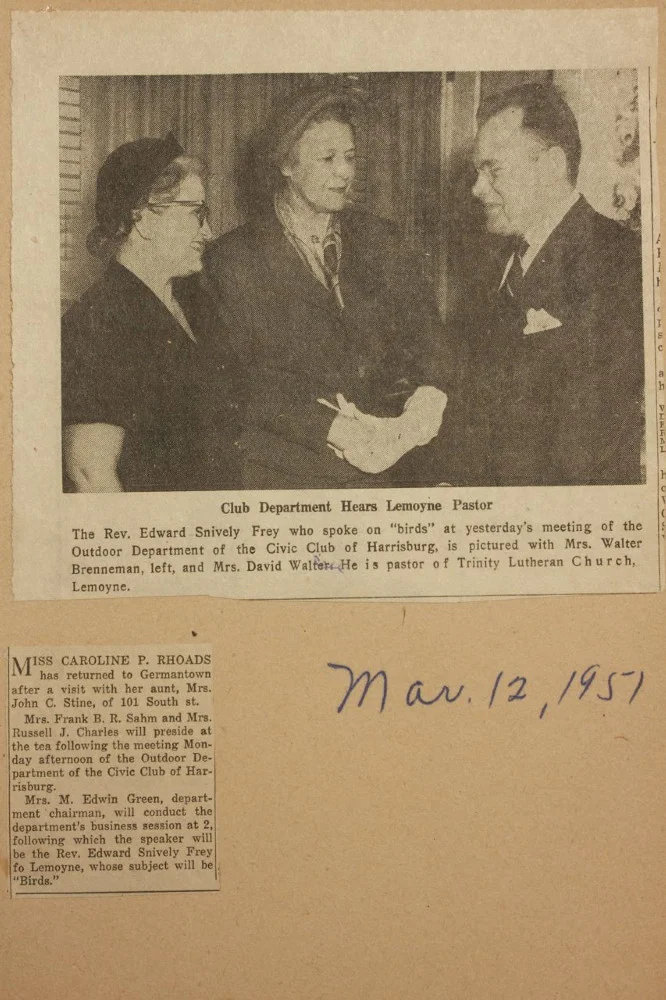 Club Department Hears Lemoyne Pastor
The Rev. Edward Snively Frey who spoke on "birds" at yesterday's meeting of the
Outdoor Department of the Civic Club of Harrisburg, is pictured with Mrs. Walter
Brenneman, left, and Mrs. David Walter. He is pastor of Trinity Lutheran Church,
Lemoyne.
MISS CAROLINE P. RHOADS
has returned to Germantown
after a visit with her aunt, Mrs.
John C. Stine, of 101 South st.
Mrs. Frank B. R. Sahm and Mrs.
Russell J. Charles will preside at
the tea following the meeting Mon-
day afternoon of the Outdoor De-
partment of the Civic Club of Har-
risburg.
Mrs. M. Edwin Green, depart-
ment chairman, will conduct the
department's business session at 2,
following which the speaker will
be the Rev. Edward Snively Frey
fo Lemoyne, whose subject will be
"Birds."
Mar. 12, 1951